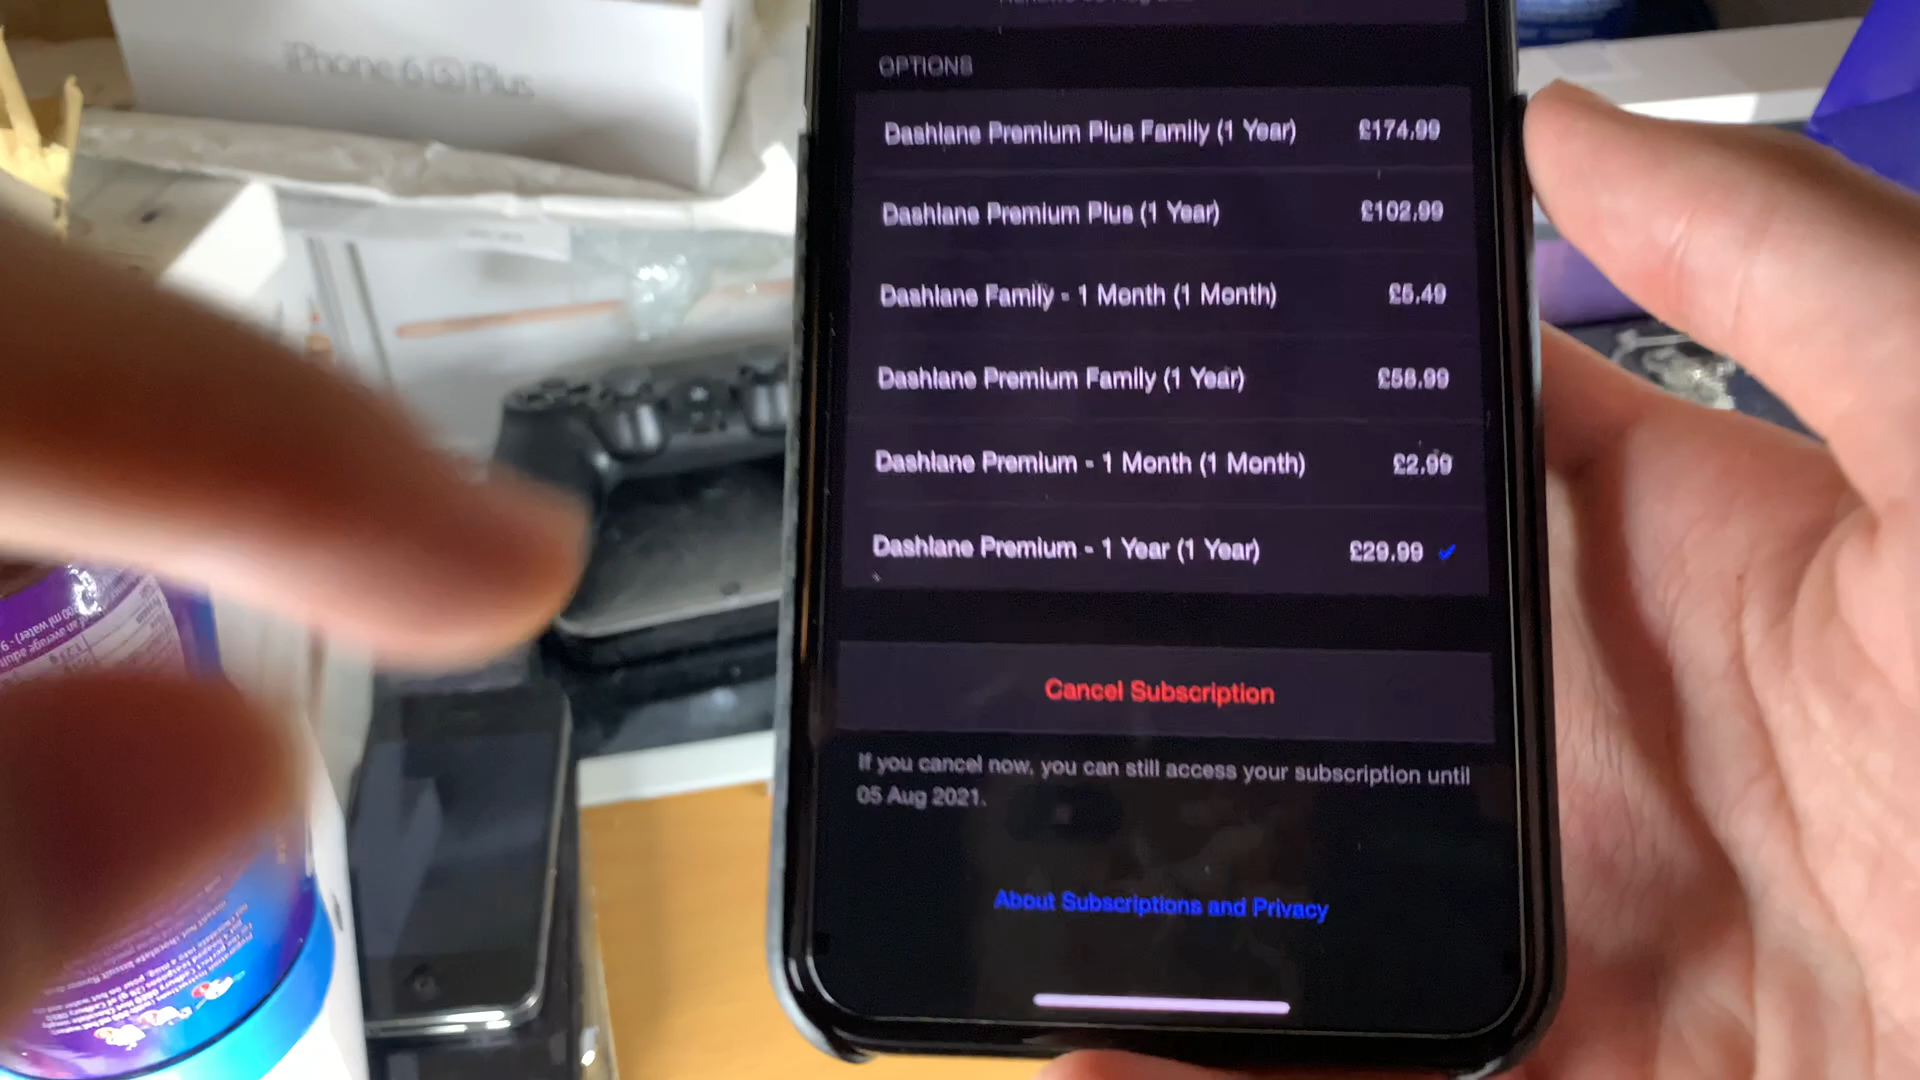 iPhone 6 S Plus
OPTIONS
Dashlane Premium Plus Family (1 Year) £174.99
Dashlane Premium Plus (1 Year) £102.99
Dashlane Family - 1 Month (1 Month) £5.49
Dashlane Premium Family (1 Year) £58.99
Dashlane Premium - 1 Month (1 Month) £2.99
Dashlane Premium - 1 Year (1 Year) £29.99
Cancel Subscription
If you cancel now, you can still access your subscription until
05 Aug 2021.
About Subscriptions and Privacy